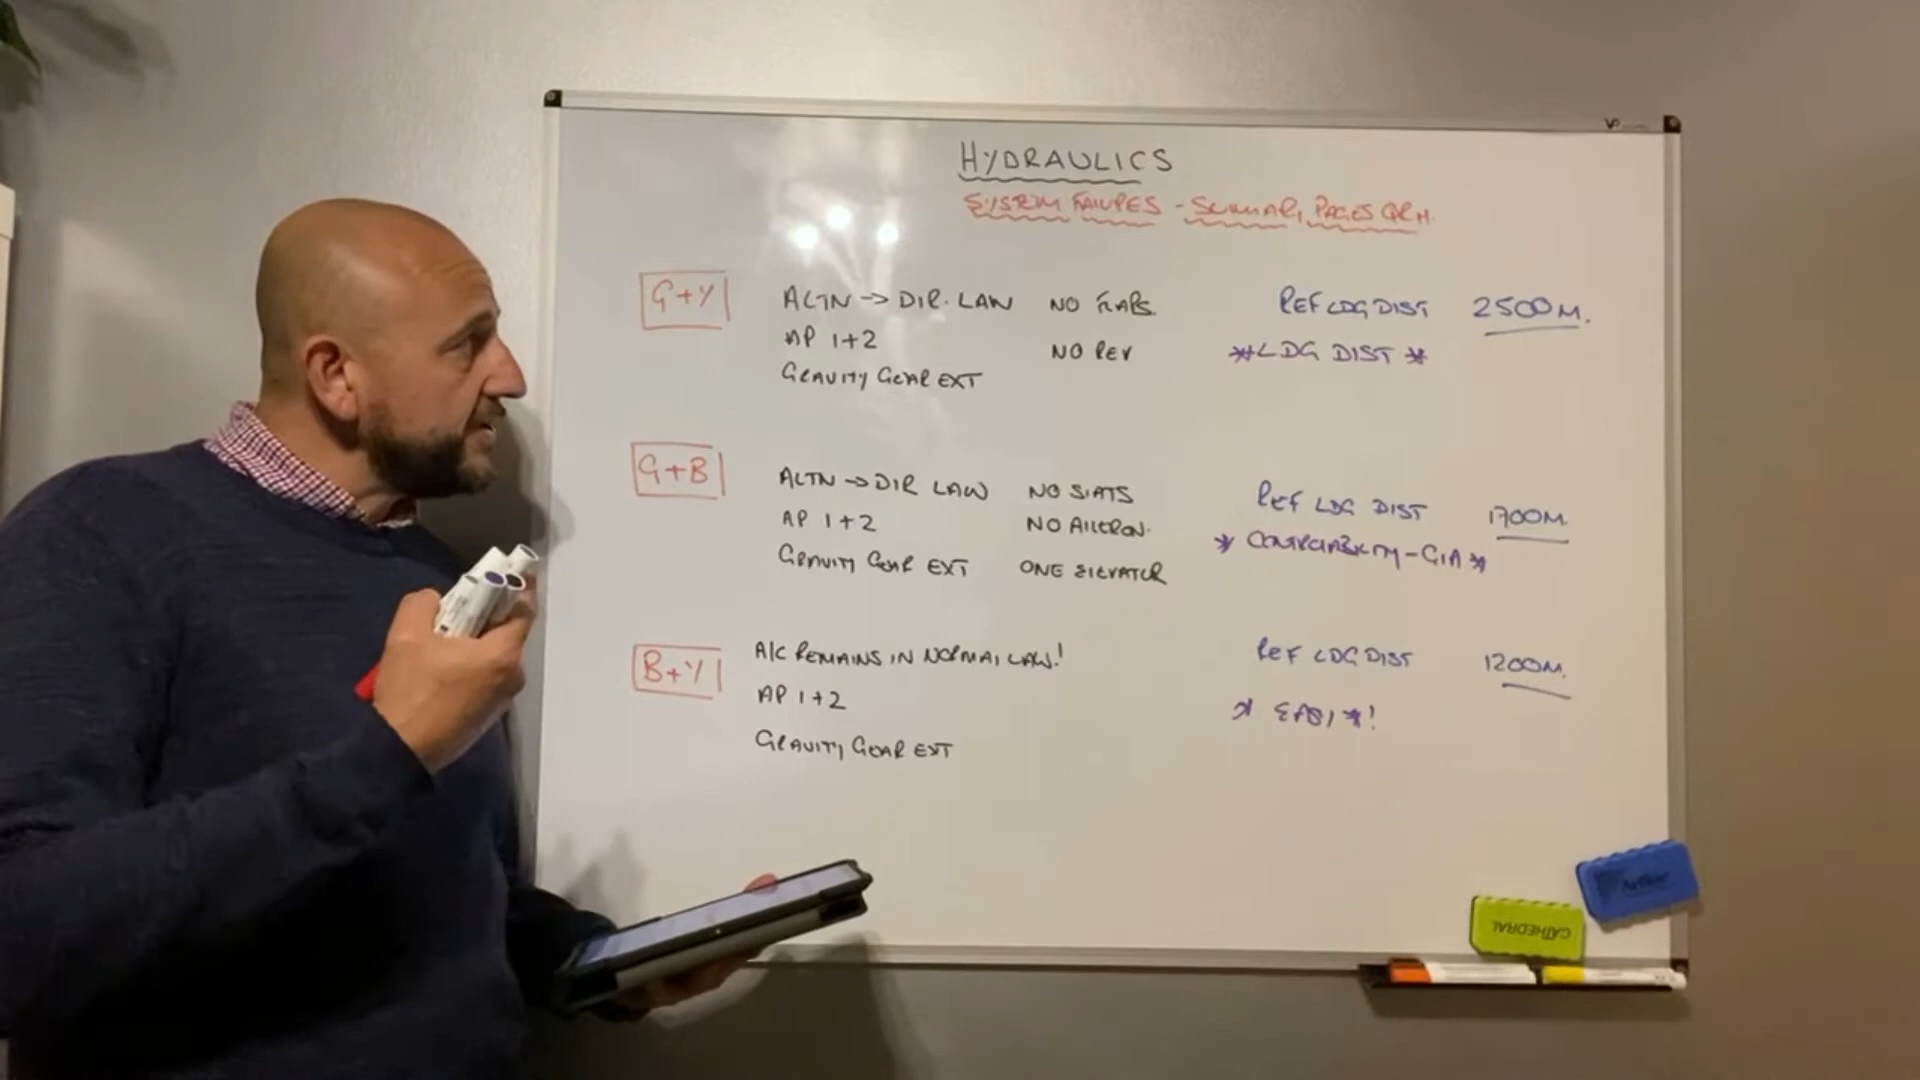 HYDRAULICS
SYSTEM FAILURES - SUMMARY PAGES QRH.
G+Y
ALTN -> DIR. LAW NO FLAPS
REF LDG DIST 2500M.
AP 1+2
NO REV
*LDG DIST *
GRAVITY GEAR EXT
G+B
ALTN -> DIR LAW NO SLATS
REF LDG DIST 1700M
AP 1+2 NO AILERON.
GRAVITY GEAR EXT ONE ELEVATOR
B+Y
A/C REMAINS IN NORMAL LAW!
REF LDG DIST 1200M.
AP 1+2
* EASY *!
GRAVITY GEAR EXT
CATHEDRAL